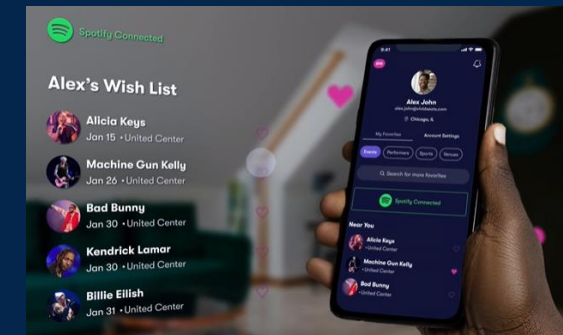 Spotify Connected
Alex's Wish List
Alicia Keys
Jan 15 • United Center
Machine Gun Kelly
Jan 26 • United Center
Bad Bunny
Jan 30 • United Center
Kendrick Lamar
Jan 30 • United Center
Billie Eilish
Jan 31 • United Center
9:41
Alex John
Chicago, IL
My Favorites Account Settings
Events Performers Sports Venues
Search for more favorites
Spotify Connected
Near You
Alicia Keys
•United Center
Machine Gun Kelly
•United Center
Bad Bunny
•United Center